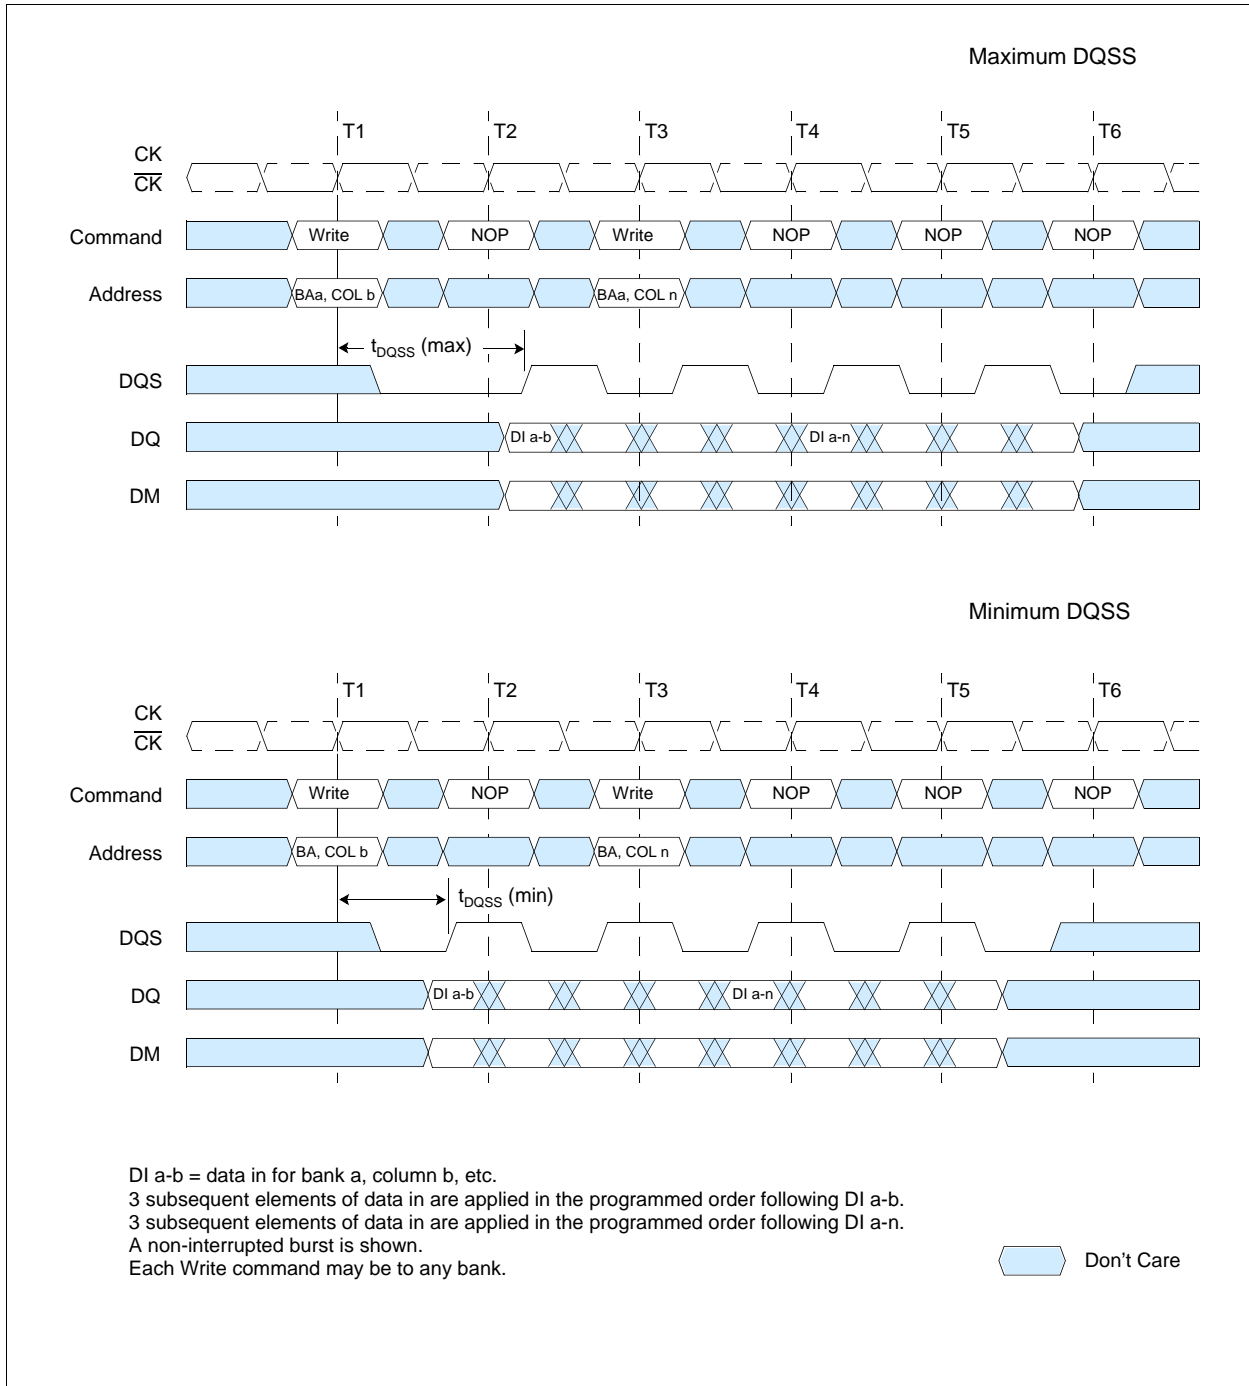 Maximum DQSS
T1 T2 T3 T4 T5 T6
CK
CK
Command Write NOP Write NOP NOP NOP
Address BAa, COL b BAa, COL n
tDQSS (max)
DQS
DQ DI a-b DI a-n
DM
Minimum DQSS
T1 T2 T3 T4 T5 T6
CK
CK
Command Write NOP Write NOP NOP NOP
Address BA, COL b BA, COL n
tDQSS (min)
DQS
DQ DI a-b DI a-n
DM
DI a-b = data in for bank a, column b, etc.
3 subsequent elements of data in are applied in the programmed order following DI a-b.
3 subsequent elements of data in are applied in the programmed order following DI a-n.
A non-interrupted burst is shown.
Each Write command may be to any bank.
Don't Care